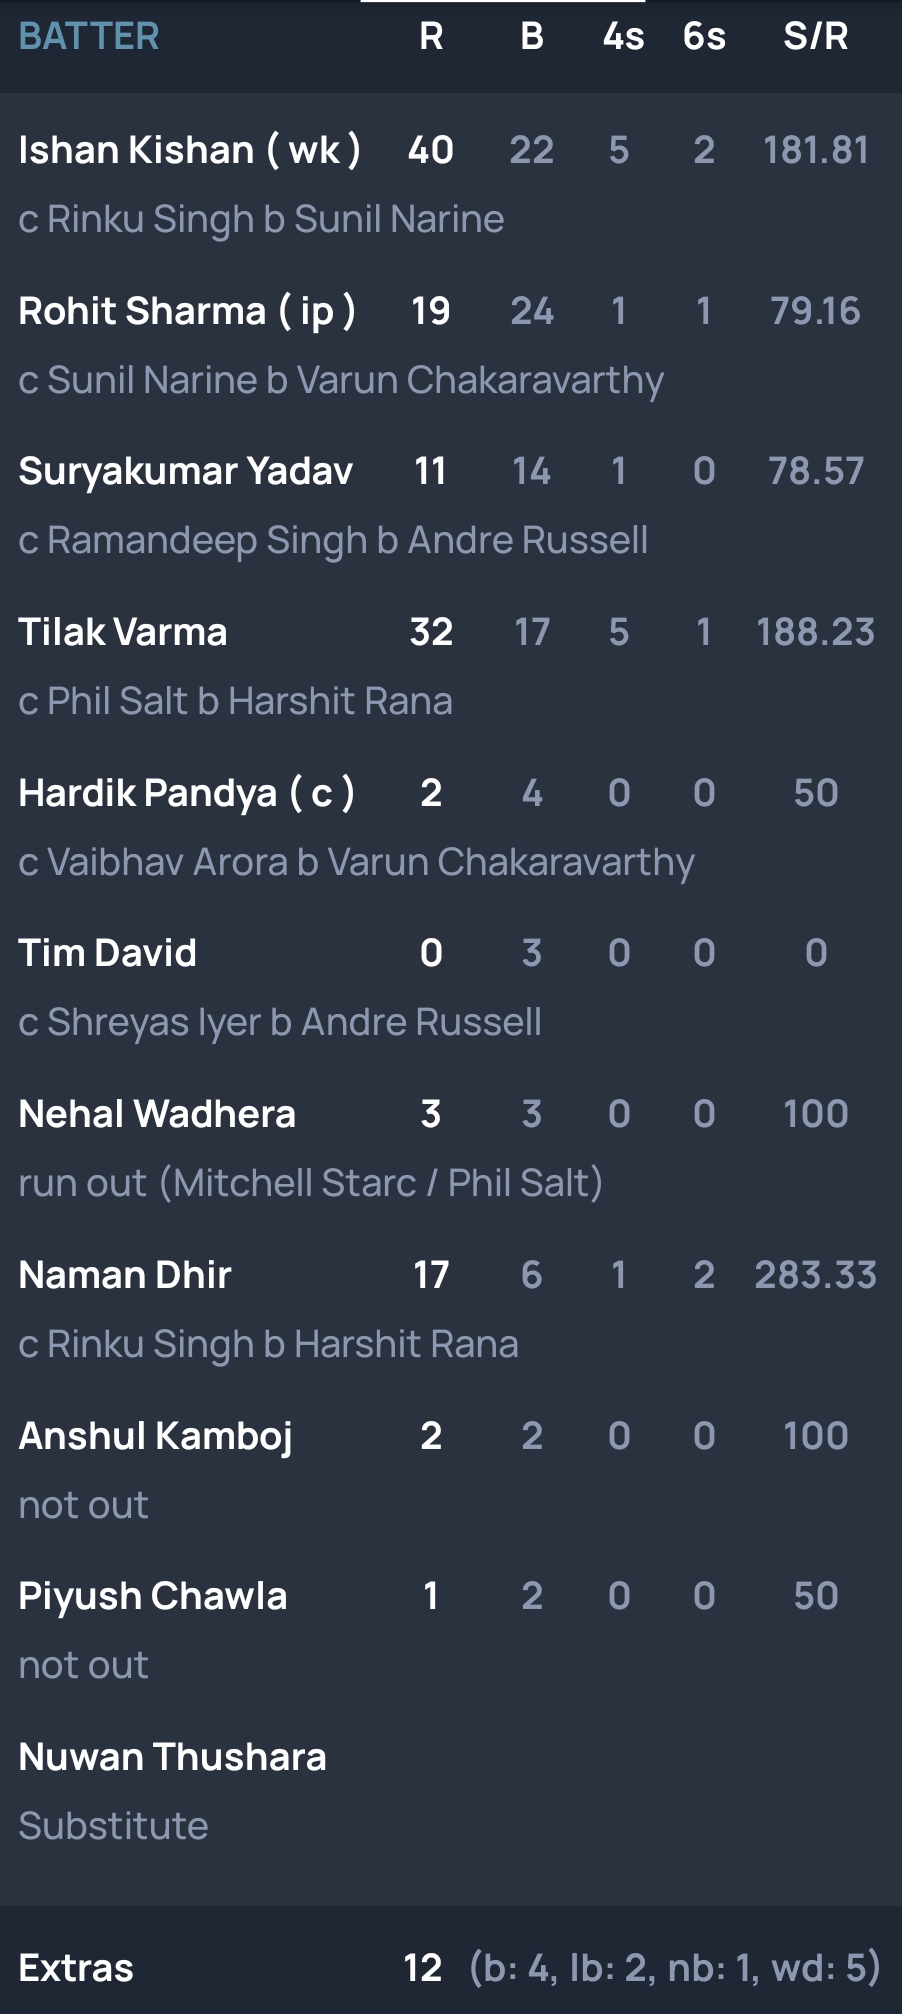 BATTER R B 4s 6s S/R
Ishan Kishan ( wk ) 40 22 5 2 181.81
c Rinku Singh b Sunil Narine
Rohit Sharma ( ip ) 19 24 1 1 79.16
c Sunil Narine b Varun Chakaravarthy
Suryakumar Yadav 11 14 1 0 78.57
c Ramandeep Singh b Andre Russell
Tilak Varma 32 17 5 1 188.23
c Phil Salt b Harshit Rana
Hardik Pandya ( c ) 2 4 0 0 50
c Vaibhav Arora b Varun Chakaravarthy
Tim David 0 3 0 0 0
c Shreyas Iyer b Andre Russell
Nehal Wadhera 3 3 0 0 100
run out (Mitchell Starc / Phil Salt)
Naman Dhir 17 6 1 2 283.33
c Rinku Singh b Harshit Rana
Anshul Kamboj 2 2 0 0 100
not out
Piyush Chawla 1 2 0 0 50
not out
Nuwan Thushara
Substitute
Extras 12 (b: 4, lb: 2, nb: 1, wd: 5)